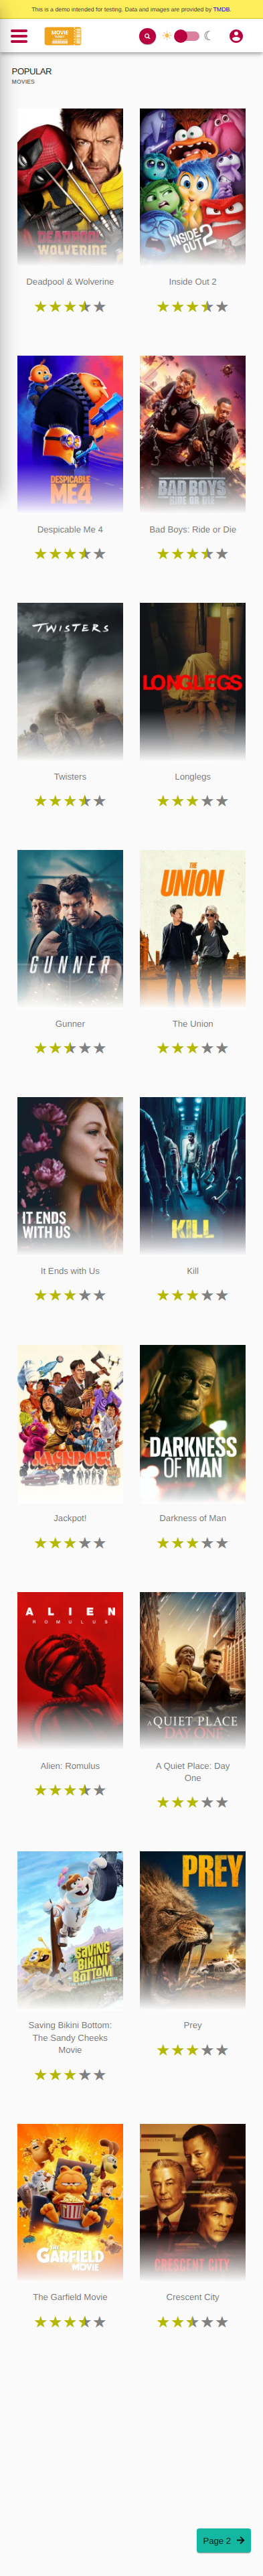 This is a demo intended for testing. Data and images are provided by TMDB.
MOVIE
POPULAR
MOVIES
DEADPOOL
WOLVERINE
INSIDE OUT 2
Deadpool & Wolverine
Inside Out 2
DESPICABLE
ME 4
BAD BOYS
RIDE OR DIE
Despicable Me 4
Bad Boys: Ride or Die
TWISTERS
LONGLEGS
Twisters
Longlegs
GUNNER
THE
UNION
Gunner
The Union
IT ENDS
WITH US
KILL
It Ends with Us
Kill
JACKPOT!
DARKNESS
OF MAN
Jackpot!
Darkness of Man
ALIEN
ROMULUS
A QUIET PLACE
DAY ONE
Alien: Romulus
A Quiet Place: Day
One
SAVING
BIKINI
BOTTOM
PREY
Saving Bikini Bottom:
The Sandy Cheeks
Movie
Prey
THE
GARFIELD
MOVIE
CRESCENT CITY
The Garfield Movie
Crescent City
Page 2